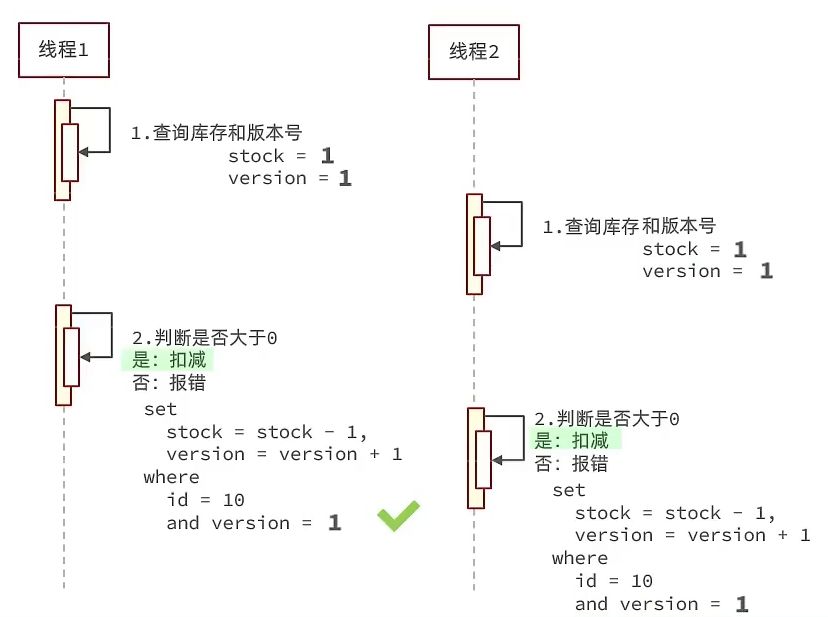 线程1
1.查询库存和版本号
stock = 1
version = 1
2.判断是否大于0
是: 扣减
否: 报错
set
stock = stock - 1,
version = version + 1
where
id = 10
and version = 1
线程2
1.查询库存和版本号
stock = 1
version = 1
2.判断是否大于0
是: 扣减
否: 报错
set
stock = stock - 1,
version = version + 1
where
id = 10
and version = 1